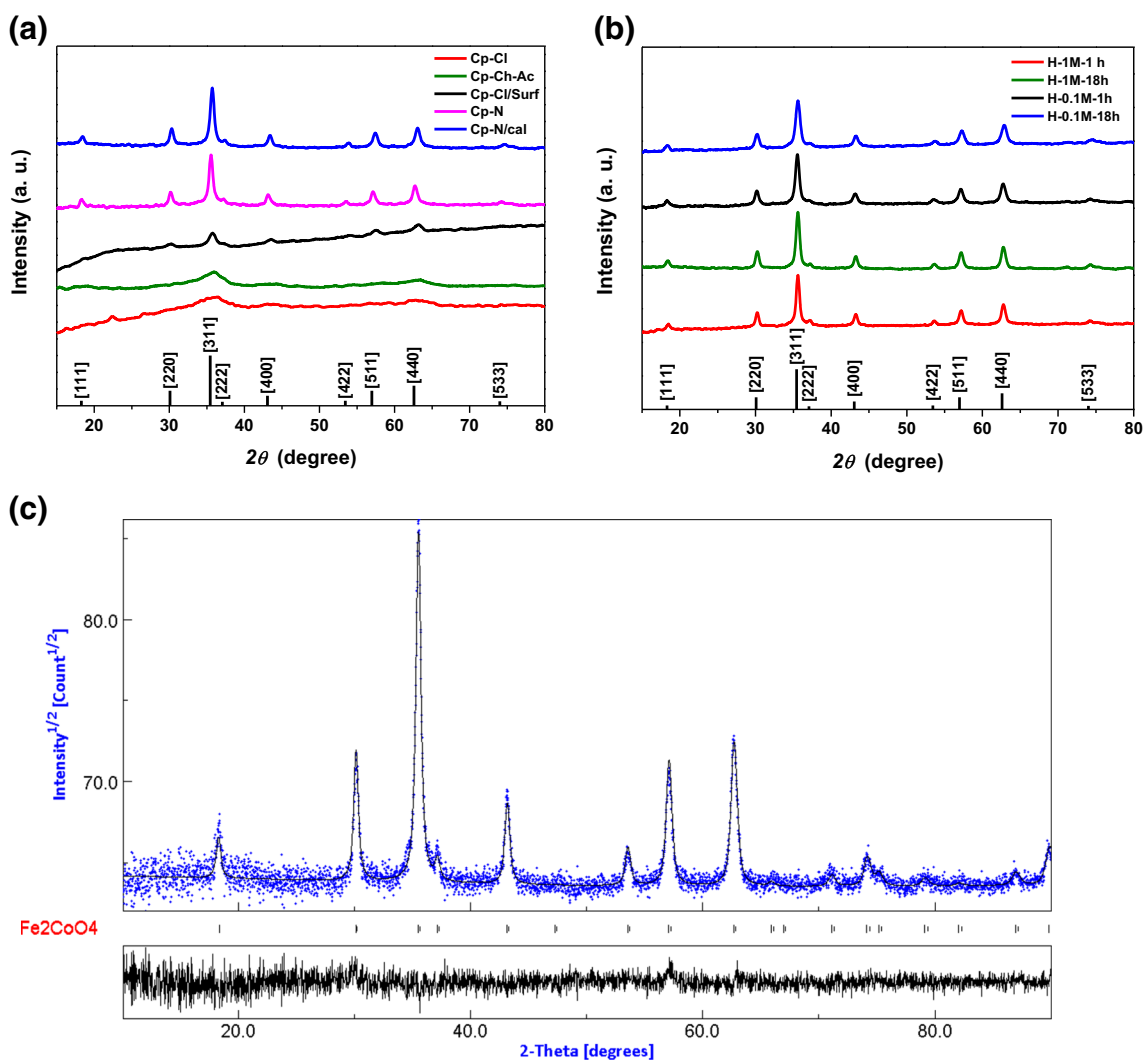 (a)
Cp-Cl
Cp-Ch-Ac
Cp-Cl/Surf
Cp-N
Cp-N/cal
Intensity (a. u.)
[111]
[220]
[311]
[222]
[400]
[422]
[511]
[440]
[533]
20 30 40 50 60 70 80
2θ (degree)
(b)
H-1M-1 h
H-1M-18h
H-0.1M-1h
H-0.1M-18h
Intensity (a. u.)
[111]
[220]
[311]
[222]
[400]
[422]
[511]
[440]
[533]
20 30 40 50 60 70 80
2θ (degree)
(c)
Intensity^1/2 [Count^1/2]
80.0
70.0
Fe2CoO4
20.0 40.0 60.0 80.0
2-Theta [degrees]